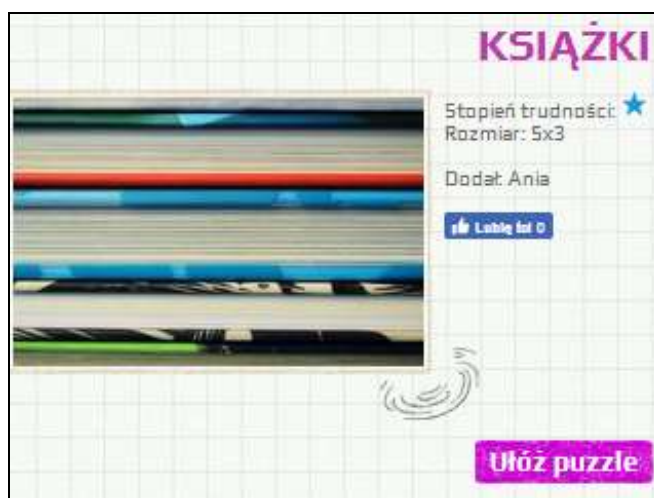 KSIĄŻKI
Stopień trudności:
Rozmiar: 5x3
Dodał: Ania
Lubię to! 0
Ułóż puzzle